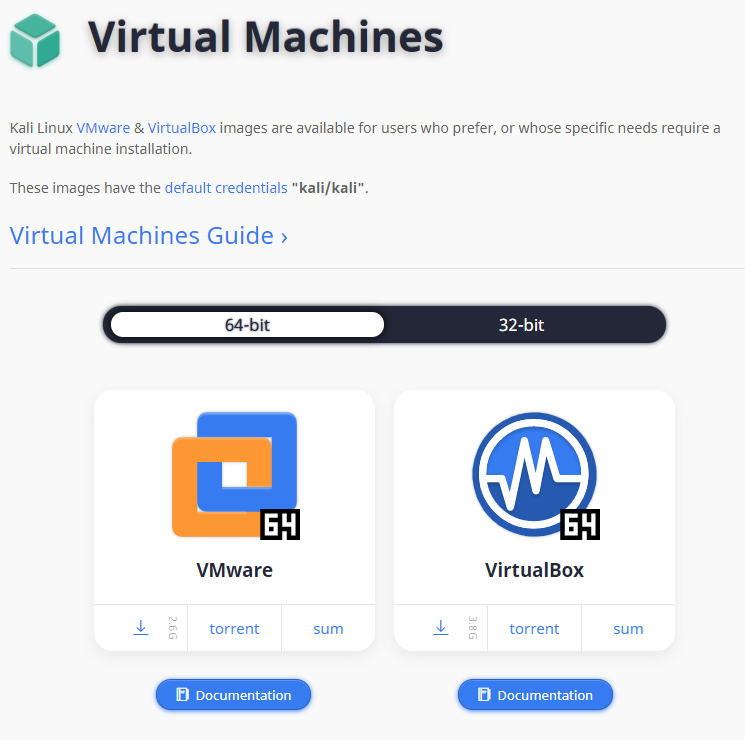 Virtual Machines
Kali Linux VMware & VirtualBox images are available for users who prefer, or whose specific needs require a
virtual machine installation.
These images have the default credentials "kali/kali".
Virtual Machines Guide ›
64-bit 32-bit
64 64
VMware VirtualBox
2.6G torrent sum 3.8G torrent sum
Documentation Documentation